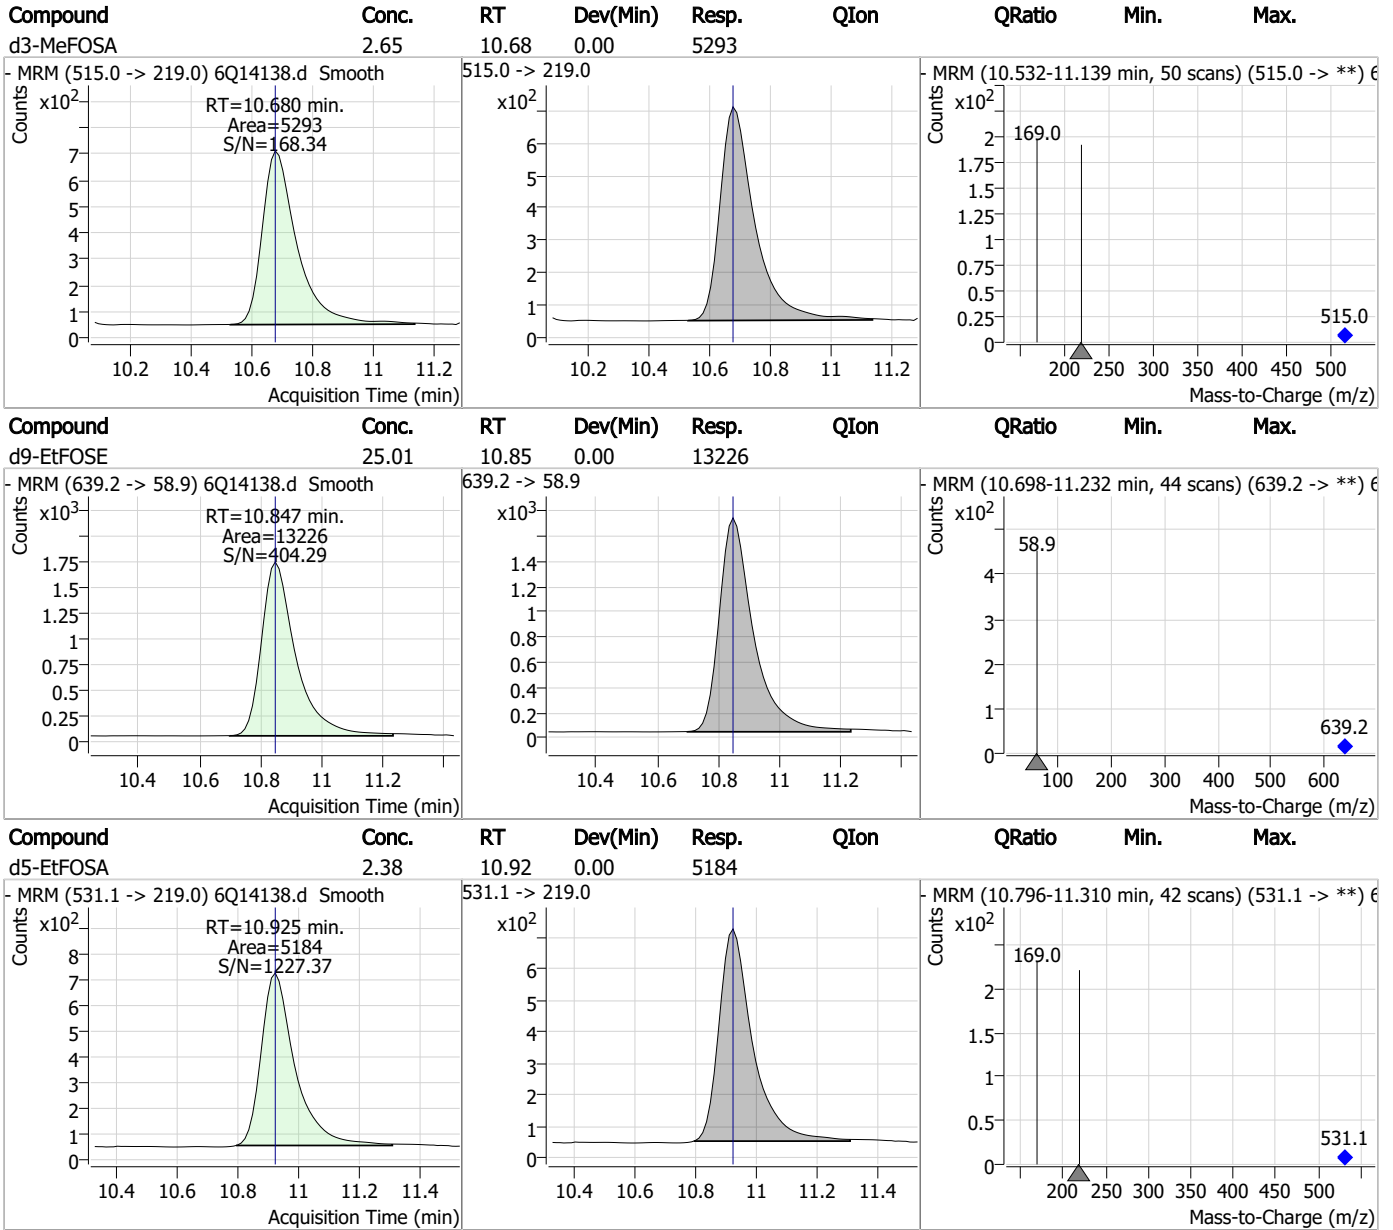 Compound Conc. RT Dev(Min) Resp. QIon QRatio Min. Max.
d3-MeFOSA 2.65 10.68 0.00 5293
- MRM (515.0 -> 219.0) 6Q14138.d Smooth
Counts
x10²
RT=10.680 min.
Area=5293
S/N=168.34
7
6
5
4
3
2
1
0
10.2 10.4 10.6 10.8 11 11.2
Acquisition Time (min)
515.0 -> 219.0
x10²
6
5
4
3
2
1
0
10.2 10.4 10.6 10.8 11 11.2
- MRM (10.532-11.139 min, 50 scans) (515.0 -> **) 6
Counts
x10²
169.0
2
1.75
1.5
1.25
1
0.75
0.5
0.25
0
515.0
200 250 300 350 400 450 500
Mass-to-Charge (m/z)
Compound Conc. RT Dev(Min) Resp. QIon QRatio Min. Max.
d9-EtFOSE 25.01 10.85 0.00 13226
- MRM (639.2 -> 58.9) 6Q14138.d Smooth
Counts
x10³
RT=10.847 min.
Area=13226
S/N=404.29
1.75
1.5
1.25
1
0.75
0.5
0.25
0
10.4 10.6 10.8 11 11.2
Acquisition Time (min)
639.2 -> 58.9
x10³
1.4
1.2
1
0.8
0.6
0.4
0.2
0
10.4 10.6 10.8 11 11.2
- MRM (10.698-11.232 min, 44 scans) (639.2 -> **) 6
Counts
x10²
58.9
4
3
2
1
0
639.2
100 200 300 400 500 600
Mass-to-Charge (m/z)
Compound Conc. RT Dev(Min) Resp. QIon QRatio Min. Max.
d5-EtFOSA 2.38 10.92 0.00 5184
- MRM (531.1 -> 219.0) 6Q14138.d Smooth
Counts
x10²
RT=10.925 min.
Area=5184
S/N=1227.37
8
7
6
5
4
3
2
1
0
10.4 10.6 10.8 11 11.2 11.4
Acquisition Time (min)
531.1 -> 219.0
x10²
6
5
4
3
2
1
0
10.4 10.6 10.8 11 11.2 11.4
- MRM (10.796-11.310 min, 42 scans) (531.1 -> **) 6
Counts
x10²
169.0
2
1.5
1
0.5
0
531.1
200 250 300 350 400 450 500
Mass-to-Charge (m/z)